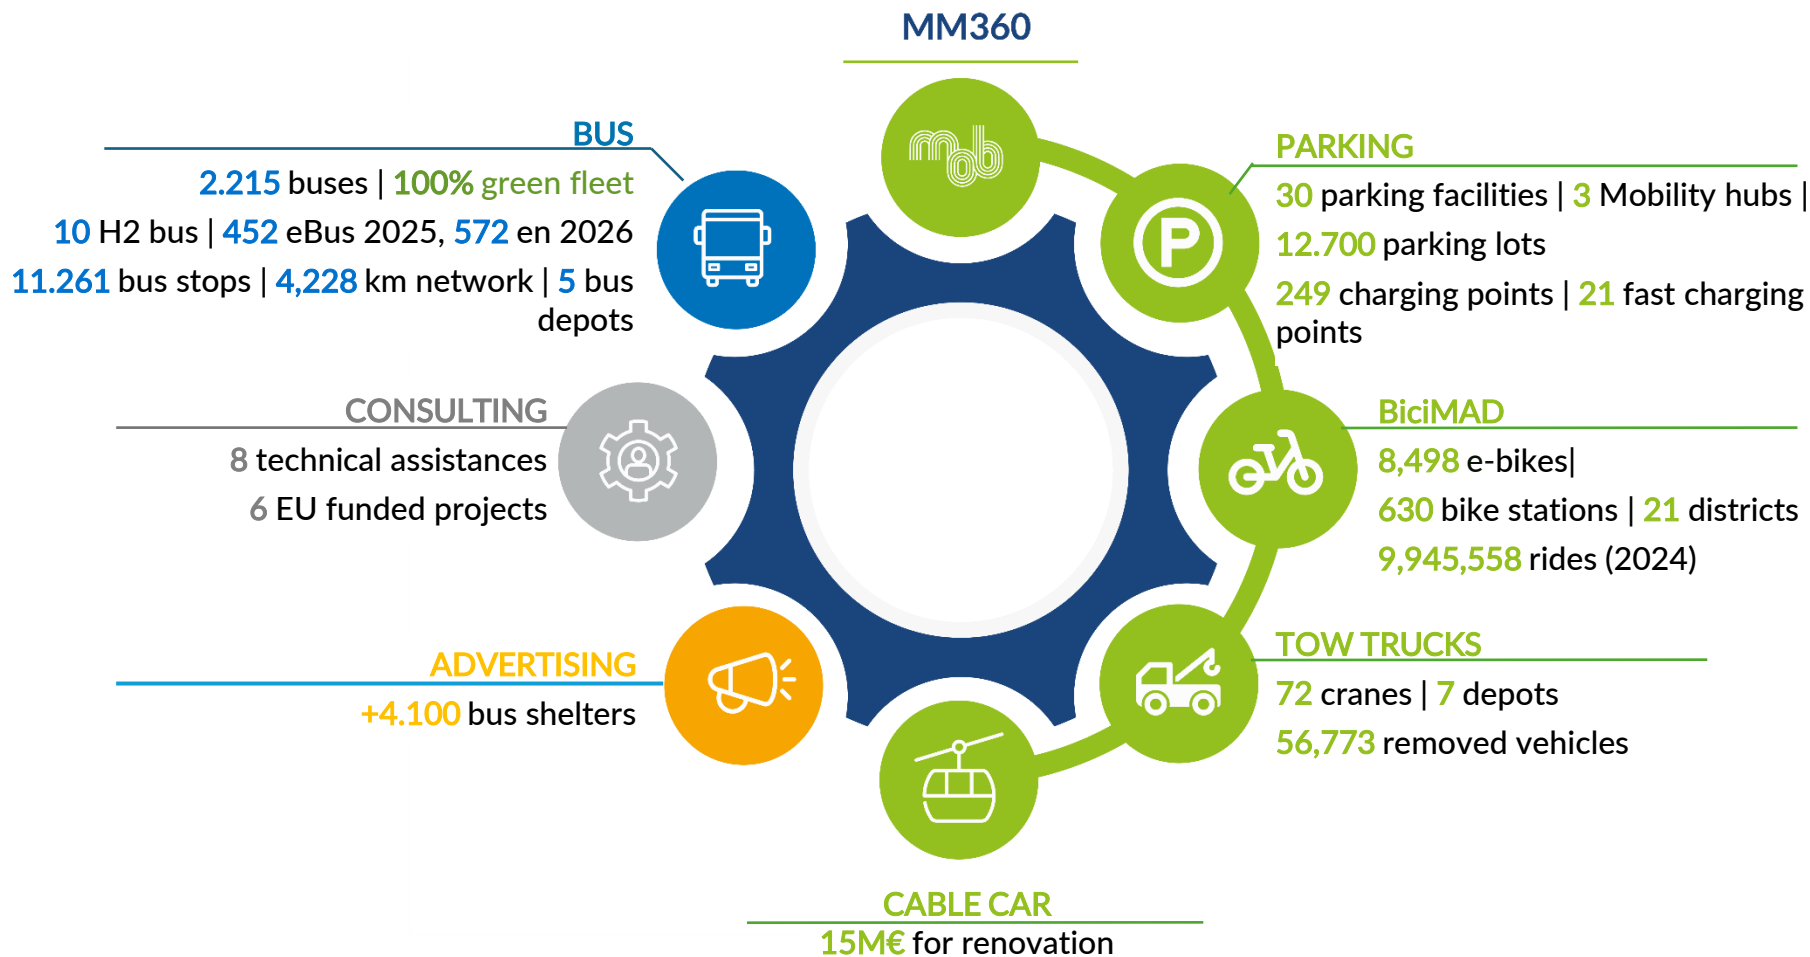 MM360
mob
BUS
2.215 buses | 100% green fleet
10 H2 bus | 452 eBus 2025, 572 en 2026
11.261 bus stops | 4,228 km network | 5 bus
depots
PARKING
30 parking facilities | 3 Mobility hubs |
12.700 parking lots
249 charging points | 21 fast charging
points
P
CONSULTING
8 technical assistances
6 EU funded projects
BiciMAD
8,498 e-bikes|
630 bike stations | 21 districts
9,945,558 rides (2024)
ADVERTISING
+4.100 bus shelters
TOW TRUCKS
72 cranes | 7 depots
56,773 removed vehicles
CABLE CAR
15M€ for renovation